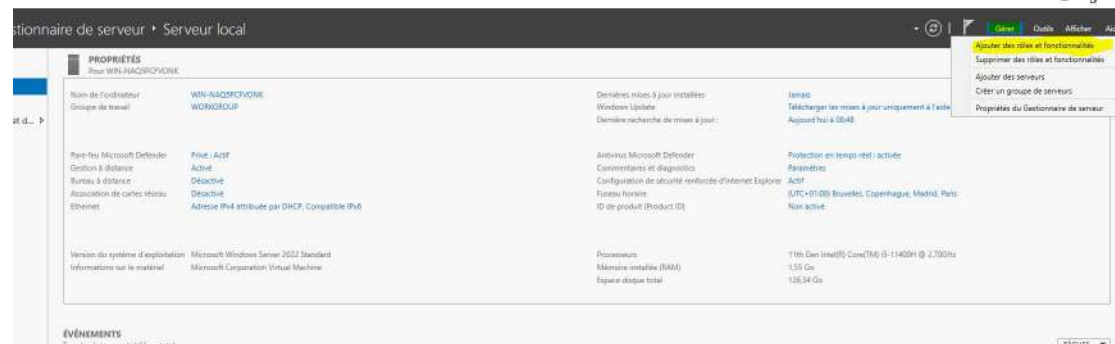 stionnaire de serveur ‣ Serveur local
Gérer Outils Afficher
Ajouter des rôles et fonctionnalités
Supprimer des rôles et fonctionnalités
Ajouter des serveurs
Créer un groupe de serveurs
Propriétés du Gestionnaire de serveur
PROPRIÉTÉS
Pour WIN-NAQ5PCFVONK
Nom de l'ordinateur WIN-NAQ5PCFVONK
Groupe de travail WORKGROUP
Dernières mises à jour installées Jamais
Windows Update Télécharger les mises à jour uniquement à l'aide
Dernière recherche de mises à jour : Aujourd'hui à 08:48
et d...
Pare-feu Microsoft Defender Privé : Actif
Gestion à distance Activé
Bureau à distance Désactivé
Association de cartes réseau Désactivé
Ethernet Adresse IPv4 attribuée par DHCP, Compatible IPv6
Antivirus Microsoft Defender Protection en temps réel : activée
Commentaires et diagnostics Paramètres
Configuration de sécurité renforcée d'Internet Explorer Actif
Fuseau horaire (UTC+01:00) Bruxelles, Copenhague, Madrid, Paris
ID de produit (Product ID) Non activé
Version du système d'exploitation Microsoft Windows Server 2022 Standard
Informations sur le matériel Microsoft Corporation Virtual Machine
Processeurs 11th Gen Intel(R) Core(TM) i5-11400H @ 2.70GHz
Mémoire installée (RAM) 1,55 Go
Espace disque total 126,34 Go
ÉVÉNEMENTS